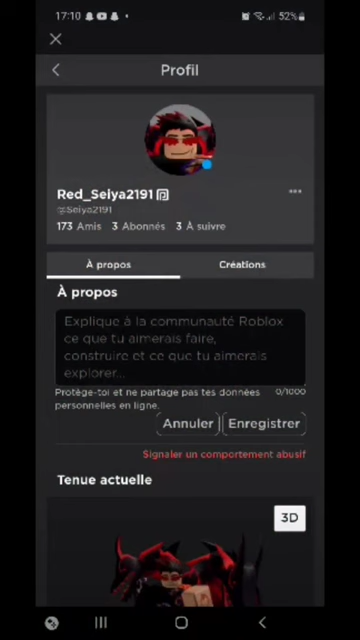 17:10 52%
Profil
Red_Seiya2191
@Seiya2191
173 Amis 3 Abonnés 3 À suivre
À propos Créations
À propos
Explique à la communauté Roblox
ce que tu aimerais faire,
construire et ce que tu aimerais
explorer...
Protège-toi et ne partage pas tes données 0/1000
personnelles en ligne.
Annuler Enregistrer
Signaler un comportement abusif
Tenue actuelle
3D